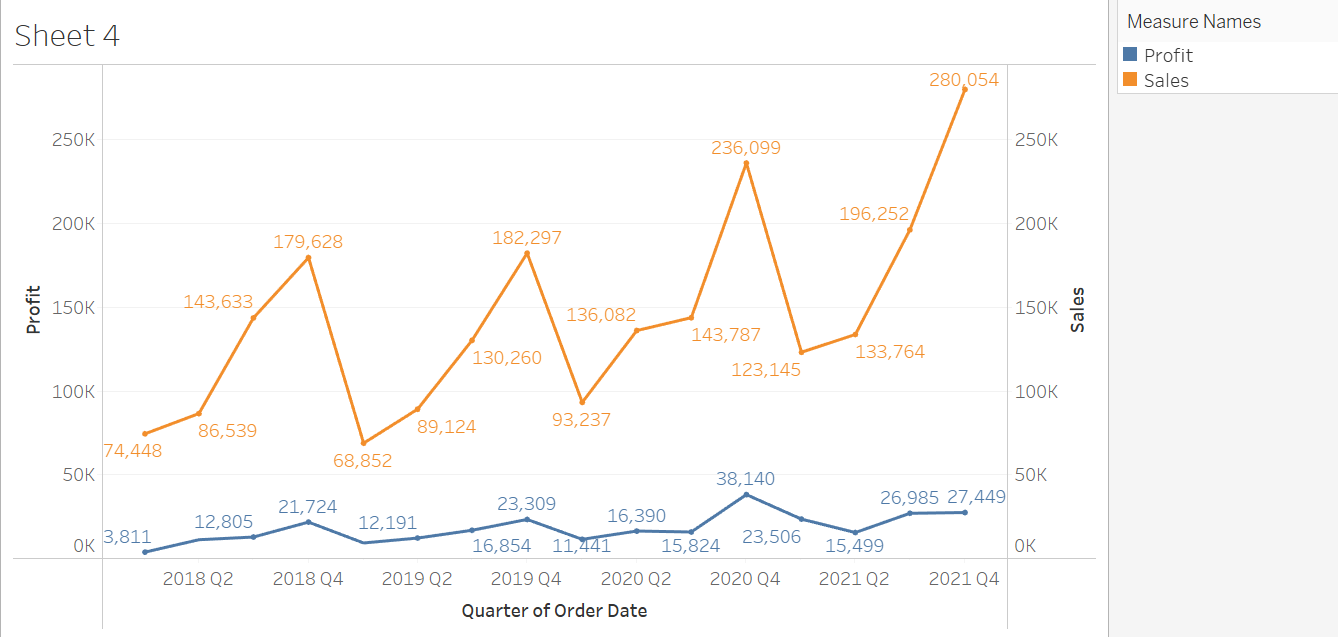 Sheet 4
Measure Names
Profit
Sales
280,054
250K
250K
236,099
200K
200K
196,252
182,297
179,628
150K
150K
143,633
136,082
143,787
130,260
133,764
123,145
100K
100K
93,237
89,124
86,539
74,448
68,852
50K
50K
38,140
26,985
27,449
23,309
21,724
16,390
12,805
12,191
3,811
23,506
0K
16,854
11,441
15,824
15,499
0K
Profit
Sales
2018 Q2
2018 Q4
2019 Q2
2019 Q4
2020 Q2
2020 Q4
2021 Q2
2021 Q4
Quarter of Order Date